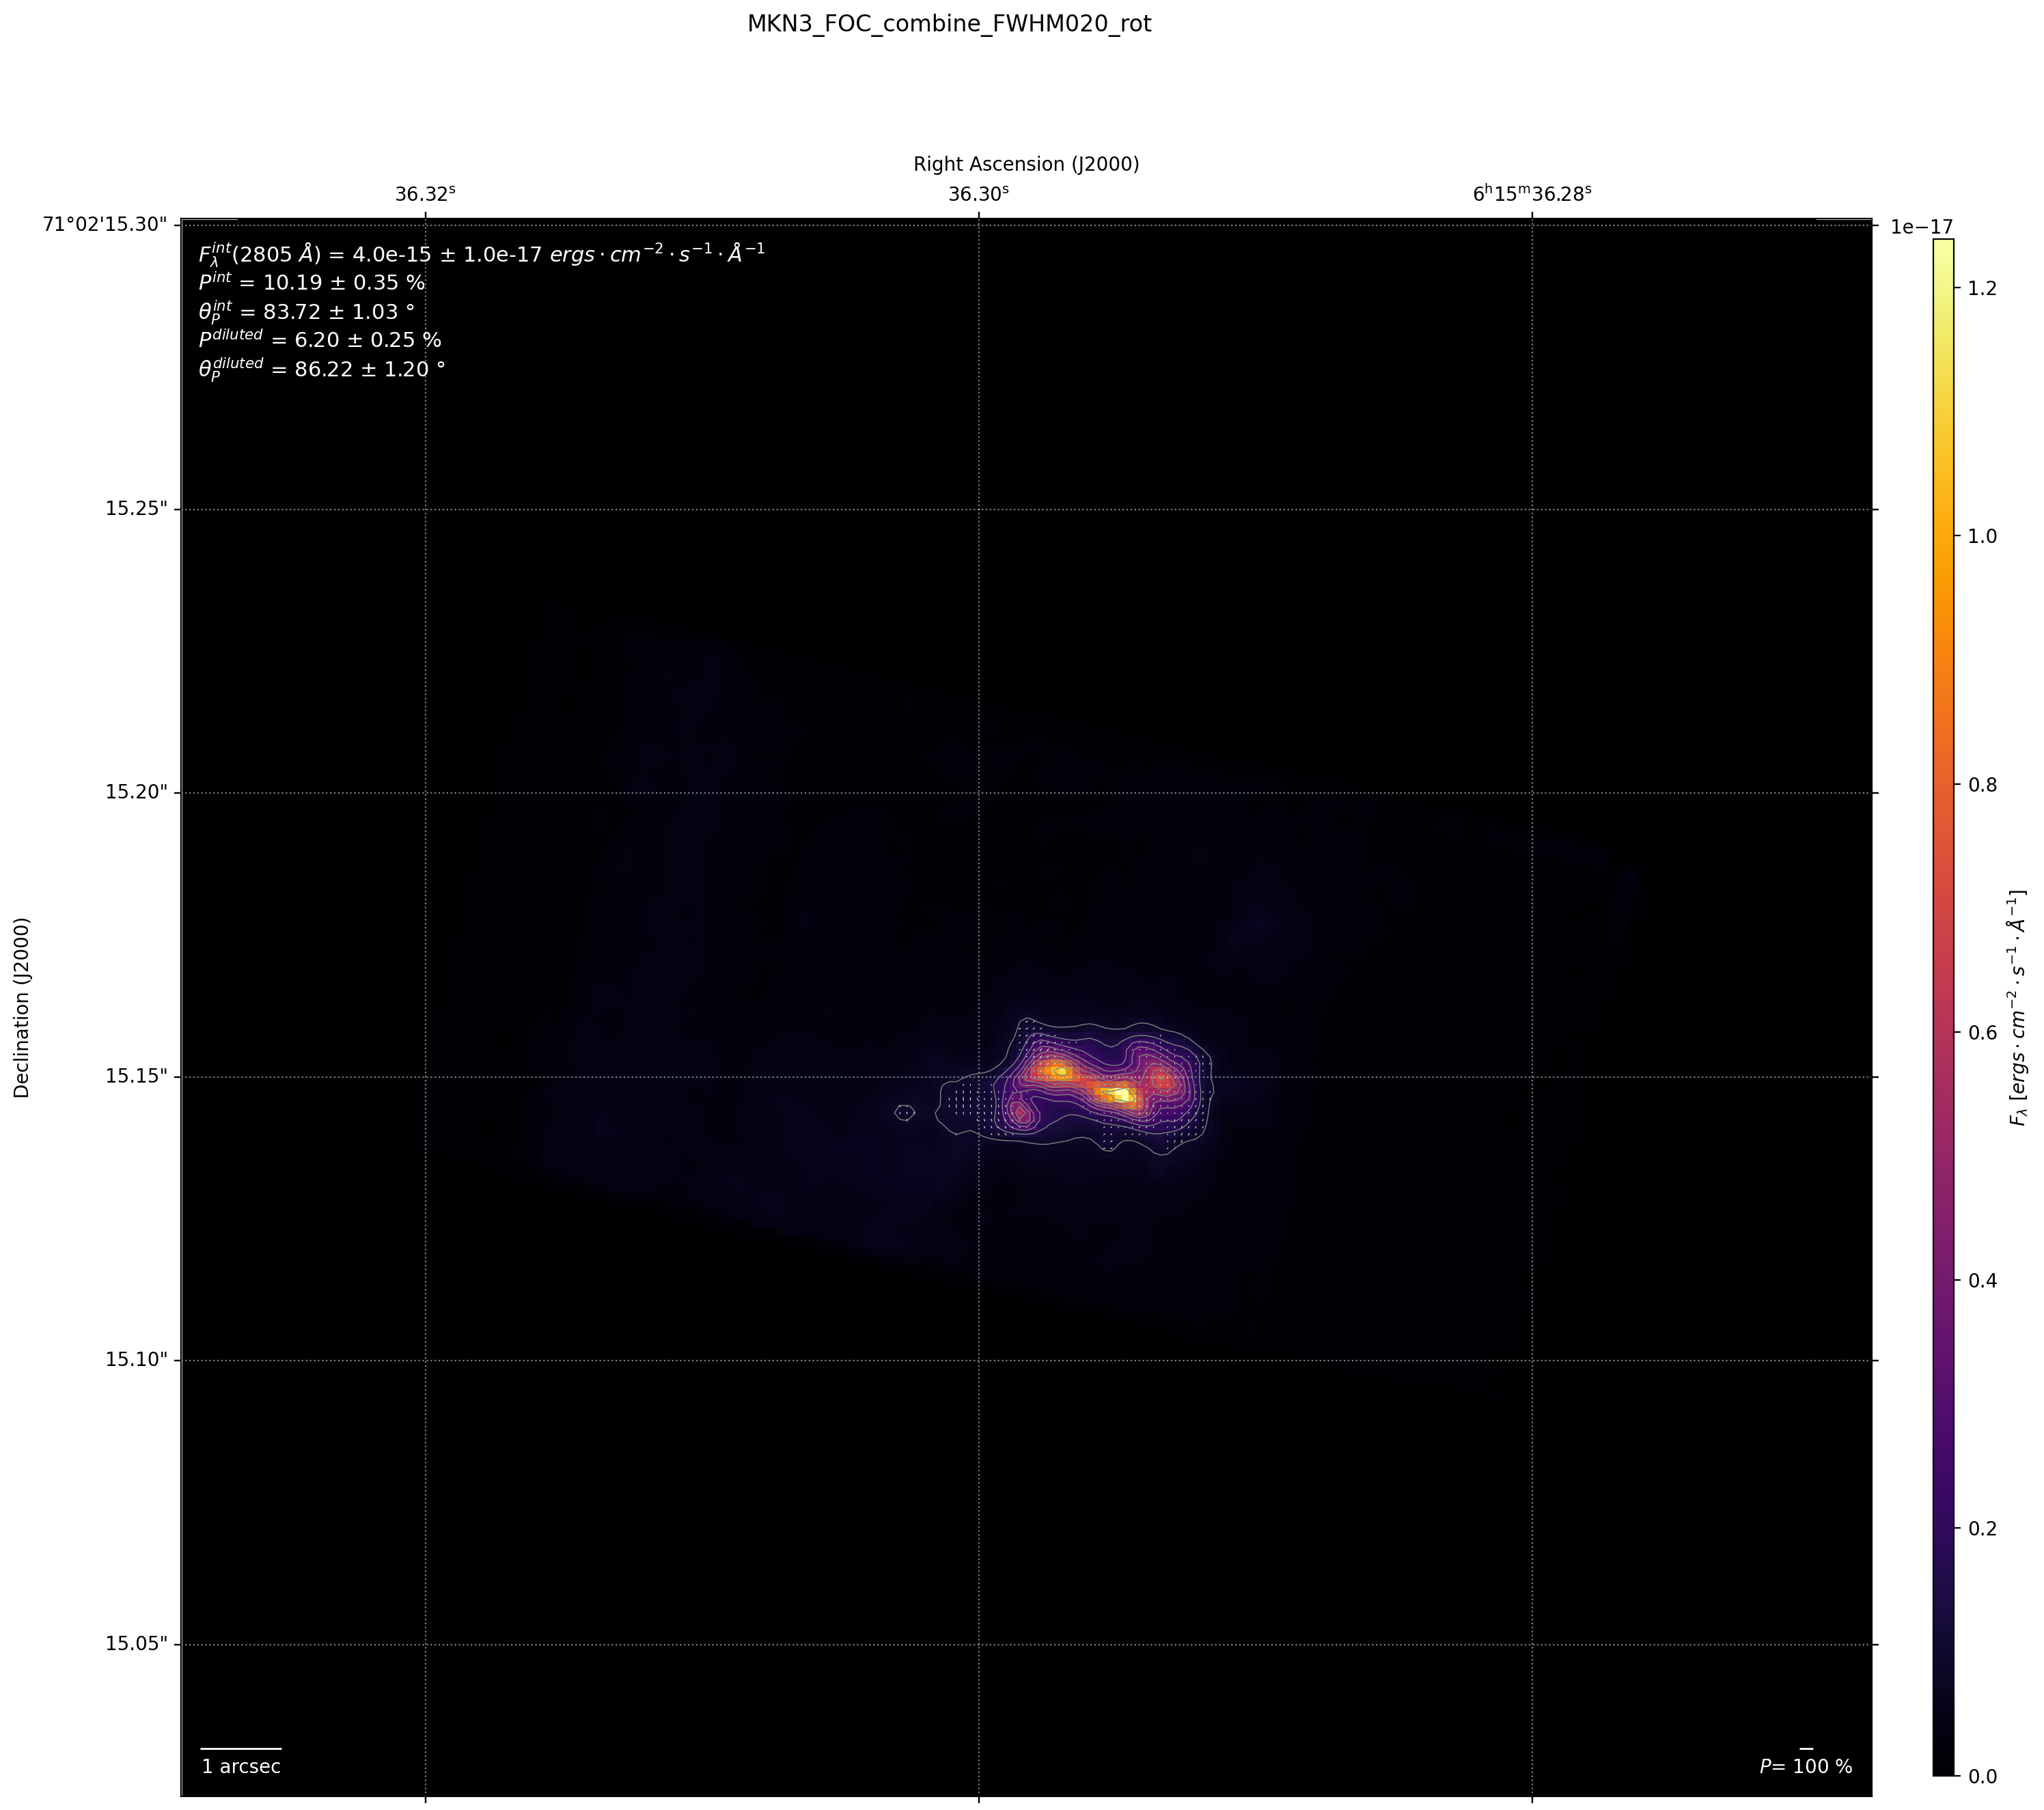 MKN3_FOC_combine_FWHM020_rot
Right Ascension (J2000)
36.32ˢ 36.30ˢ 6ʰ15ᵐ36.28ˢ
71°02'15.30"
15.25"
15.20"
15.15"
15.10"
15.05"
Declination (J2000)
F_λ^int(2805 Å) = 4.0e-15 ± 1.0e-17 ergs · cm⁻² · s⁻¹ · Å⁻¹
P^int = 10.19 ± 0.35 %
θ_P^int = 83.72 ± 1.03 °
P^diluted = 6.20 ± 0.25 %
θ_P^diluted = 86.22 ± 1.20 °
1 arcsec
P= 100 %
1e−17
1.2
1.0
0.8
0.6
0.4
0.2
0.0
F_λ [ergs · cm⁻² · s⁻¹ · Å⁻¹]